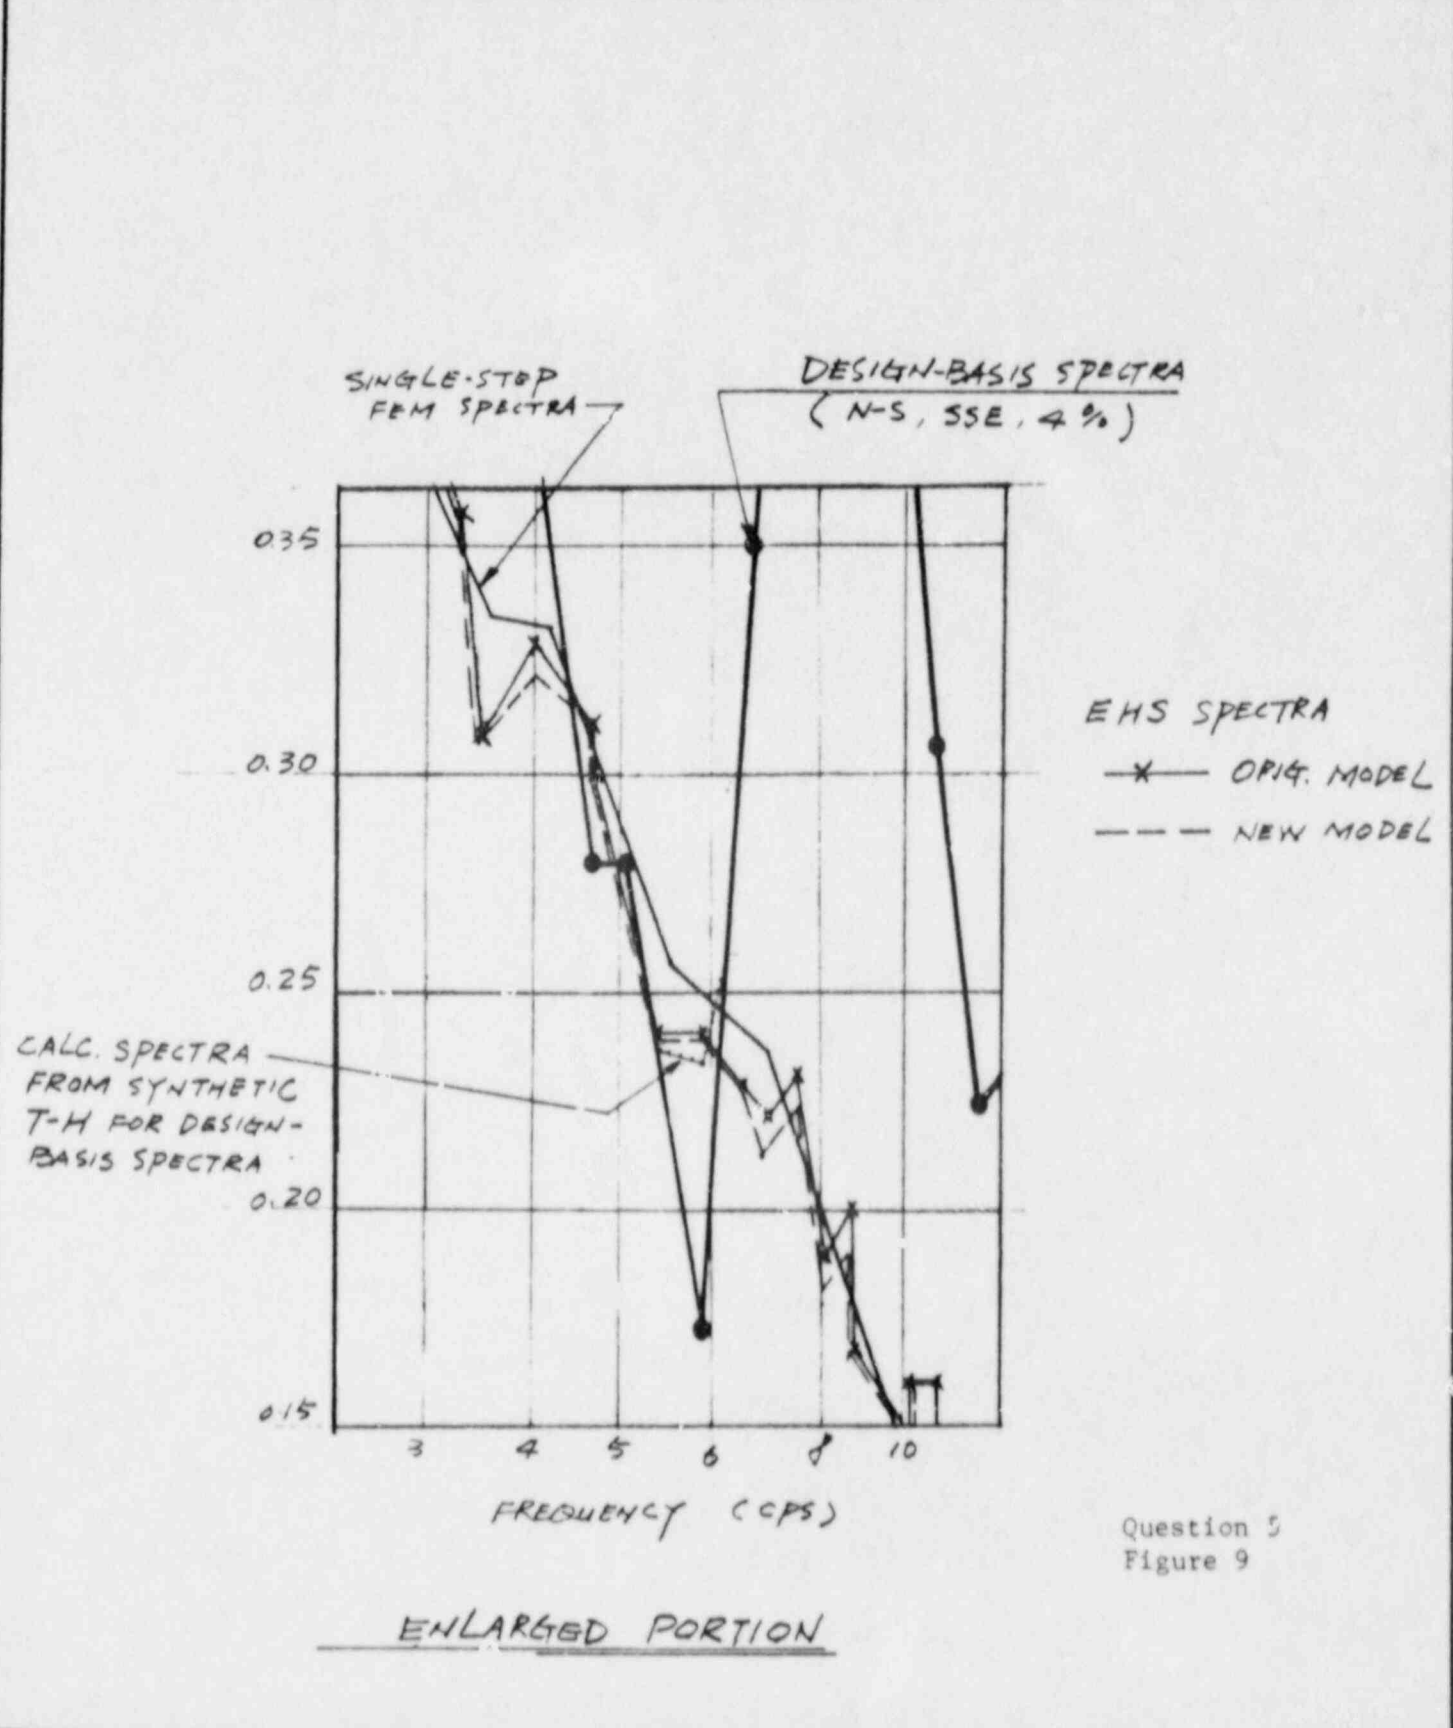 SINGLE-STEP
FEM SPECTRA
DESIGN-BASIS SPECTRA
(N-S, SSE, 4%)
0.35
0.30
0.25
0.20
0.15
EHS SPECTRA
ORIG. MODEL
NEW MODEL
CALC. SPECTRA
FROM SYNTHETIC
T-H FOR DESIGN-
BASIS SPECTRA
3 4 5 6 8 10
FREQUENCY (CPS)
Question 5
Figure 9
ENLARGED PORTION